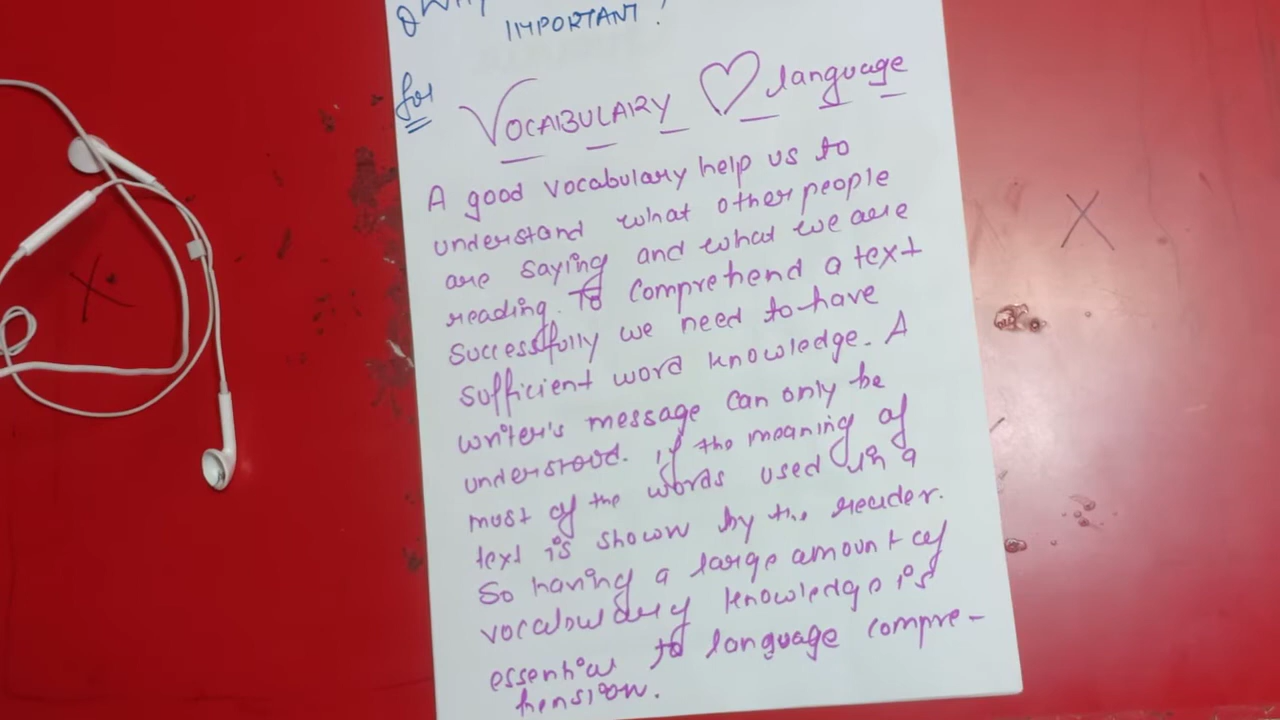 IMPORTANT?
for
VOCABULARY ♡ language
A good vocabulary help us to
understand what other people
are saying and what we are
reading. To comprehend a text
successfully we need to have
sufficient word knowledge. A
writer's message can only be
understood. if the meaning of
must of the words used in a
text is shown by the reader.
So having a large amount of
vocabulary knowledge is
essential to language compre-
hension.